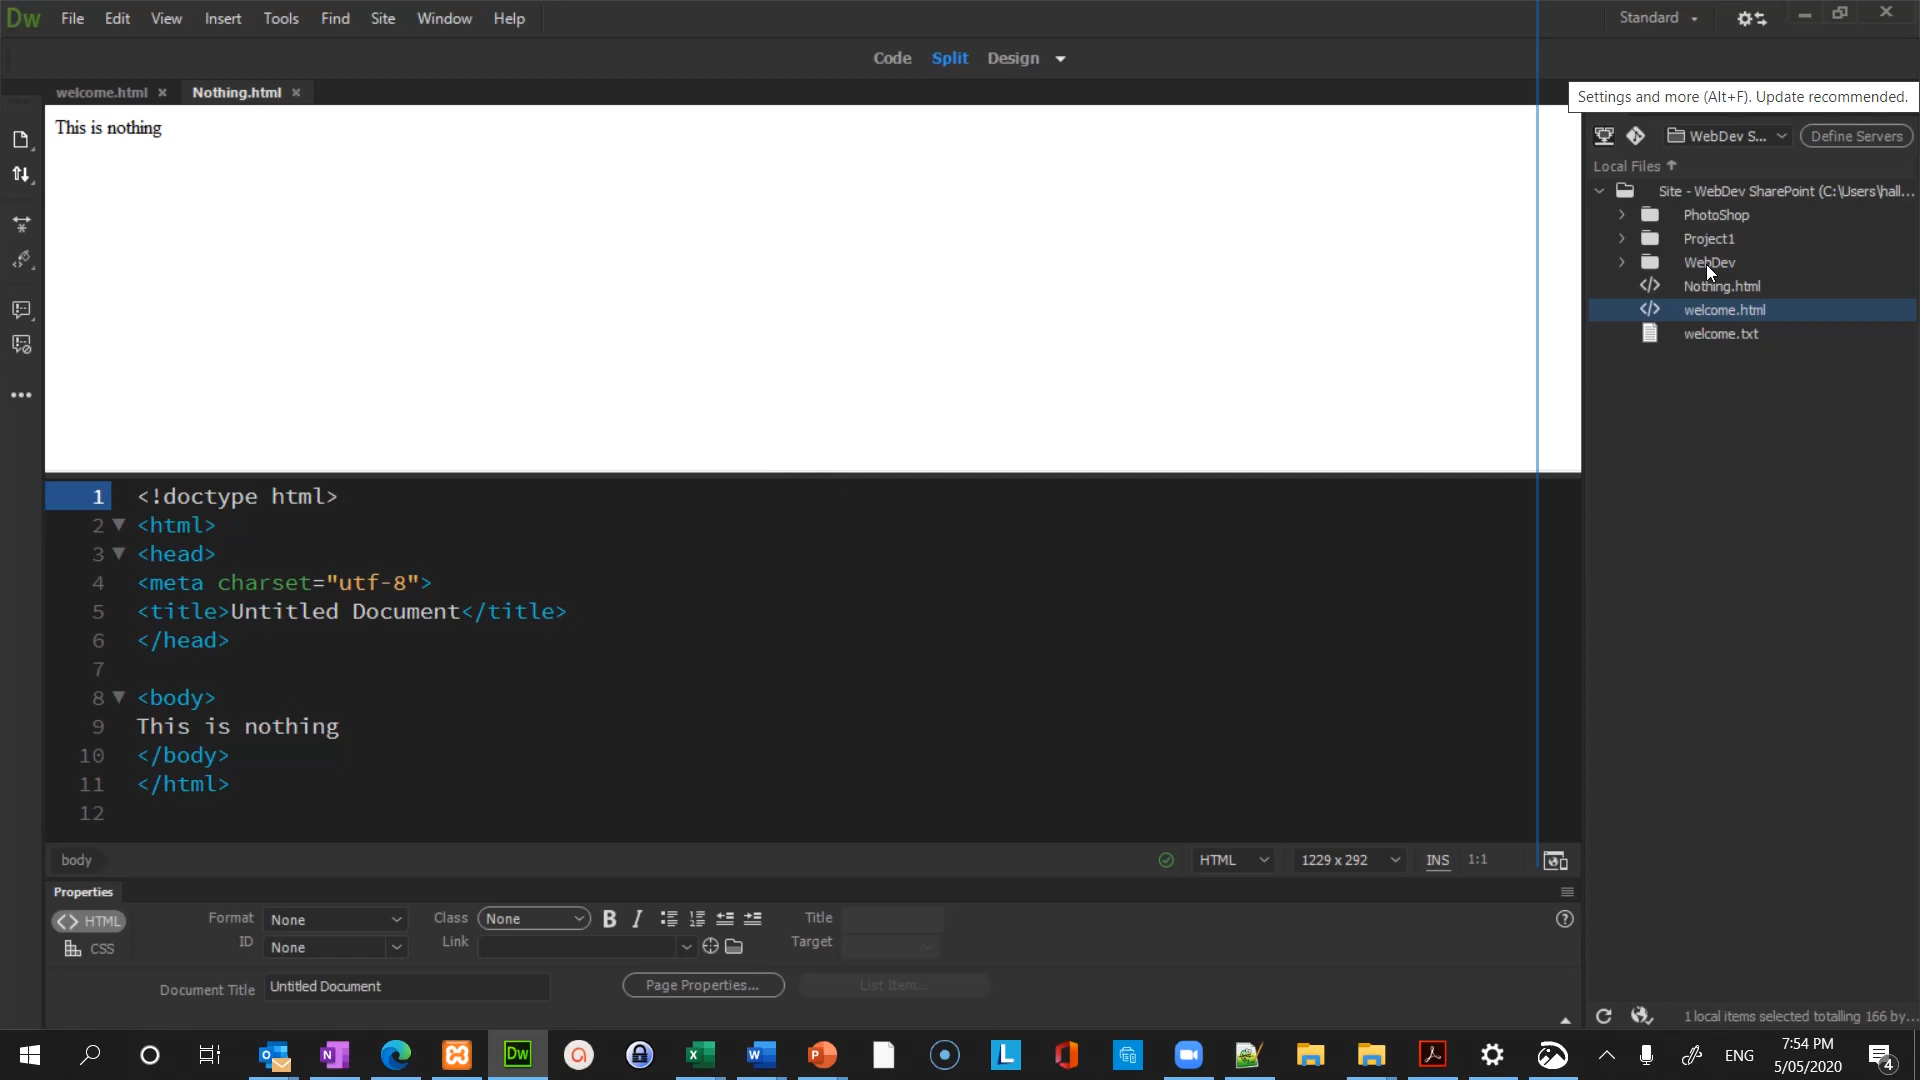 Dw File Edit View Insert Tools Find Site Window Help
Standard
Code Split Design
welcome.html × Nothing.html ×
Settings and more (Alt+F). Update recommended.
This is nothing
WebDev S... Define Servers
Local Files
Site - WebDev SharePoint (C:\Users\hall...
PhotoShop
Project1
WebDev
Nothing.html
welcome.html
welcome.txt
1 <!doctype html>
2 <html>
3 <head>
4 <meta charset="utf-8">
5 <title>Untitled Document</title>
6 </head>
7
8 <body>
9 This is nothing
10 </body>
11 </html>
12
body HTML 1229 x 292 INS 1:1
Properties
<> HTML Format None Class None B I Title
CSS ID None Link Target
Document Title Untitled Document Page Properties... List Item...
1 local items selected totalling 166 by...
ENG 7:54 PM
5/05/2020 4